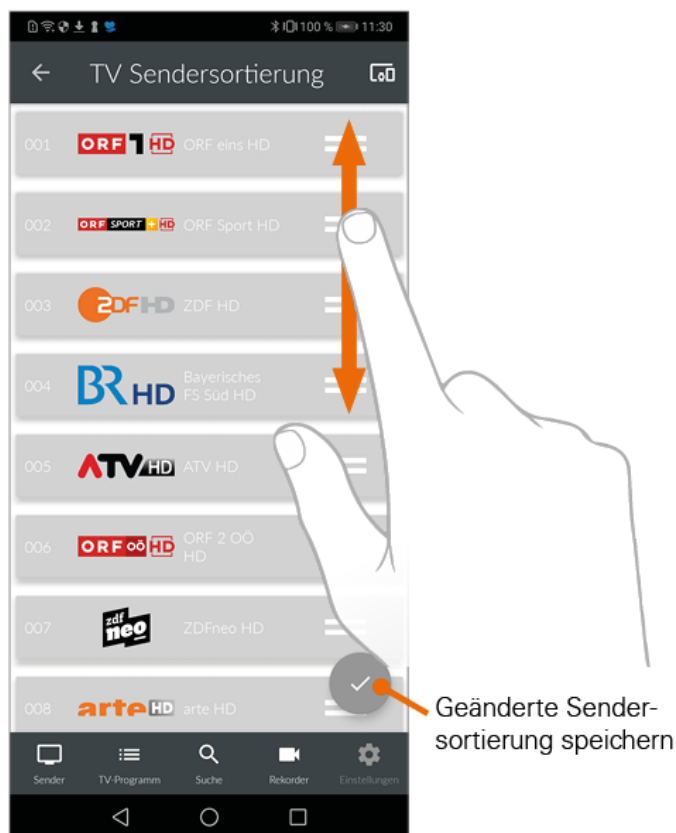 100 % 11:30
TV Sendersortierung
001 ORF 1 HD ORF eins HD
002 ORF SPORT + HD ORF Sport HD
003 ZDF HD ZDF HD
004 BR HD Bayerisches
FS Süd HD
005 ATV HD ATV HD
006 ORF OÖ HD ORF 2 OÖ
HD
007 zdf neo ZDFneo HD
008 arte HD arte HD
Geänderte Sender-
sortierung speichern
Sender TV-Programm Suche Rekorder Einstellungen